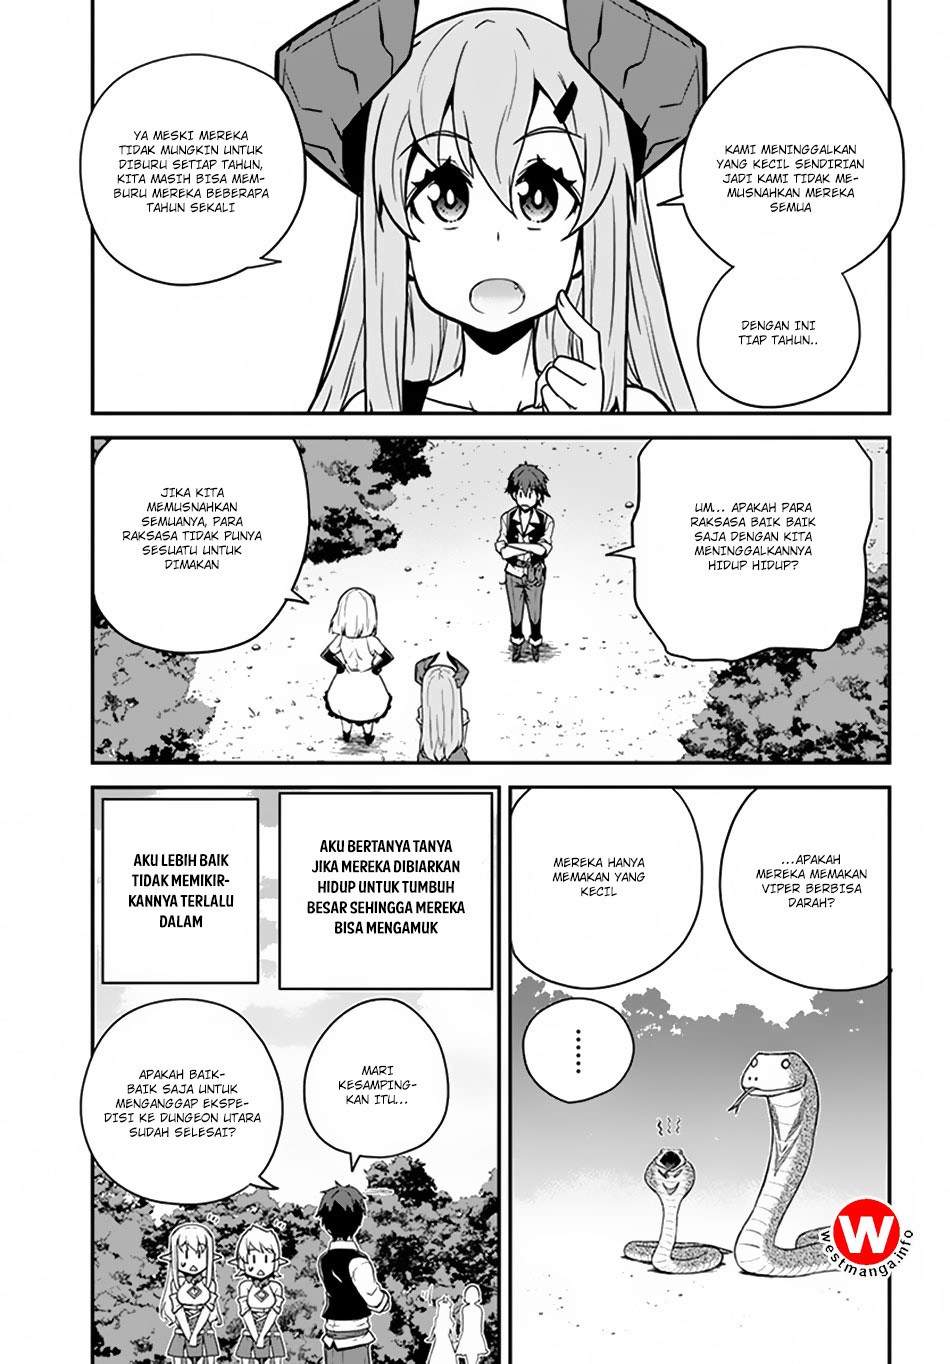 KAMI MENINGGALKAN
YANG KECIL SENDIRIAN
JADI KAMI TIDAK ME-
MUSNAHKAN MEREKA
SEMUA
DENGAN INI
TIAP TAHUN..
YA MESKI MEREKA
TIDAK MUNGKIN UNTUK
DIBURU SETIAP TAHUN,
KITA MASIH BISA MEM-
BURU MEREKA BEBERAPA
TAHUN SEKALI
UM... APAKAH PARA
RAKSASA BAIK BAIK
SAJA DENGAN KITA
MENINGGALKANNYA
HIDUP HIDUP?
JIKA KITA
MEMUSNAHKAN
SEMUANYA, PARA
RAKSASA TIDAK PUNYA
SESUATU UNTUK
DIMAKAN
...APAKAH
MEREKA MEMAKAN
VIPER BERBISA
DARAH?
MEREKA HANYA
MEMAKAN YANG
KECIL
......
AKU BERTANYA TANYA
JIKA MEREKA DIBIARKAN
HIDUP UNTUK TUMBUH
BESAR SEHINGGA MEREKA
BISA MENGAMUK
AKU LEBIH BAIK
TIDAK MEMIKIR-
KANNYA TERLALU
DALAM
MARI
KESAMPING-
KAN ITU...
APAKAH BAIK-
BAIK SAJA UNTUK
MENGANGGAP EKSPE-
DISI KE DUNGEON UTARA
SUDAH SELESAI?
W
westmanga.info